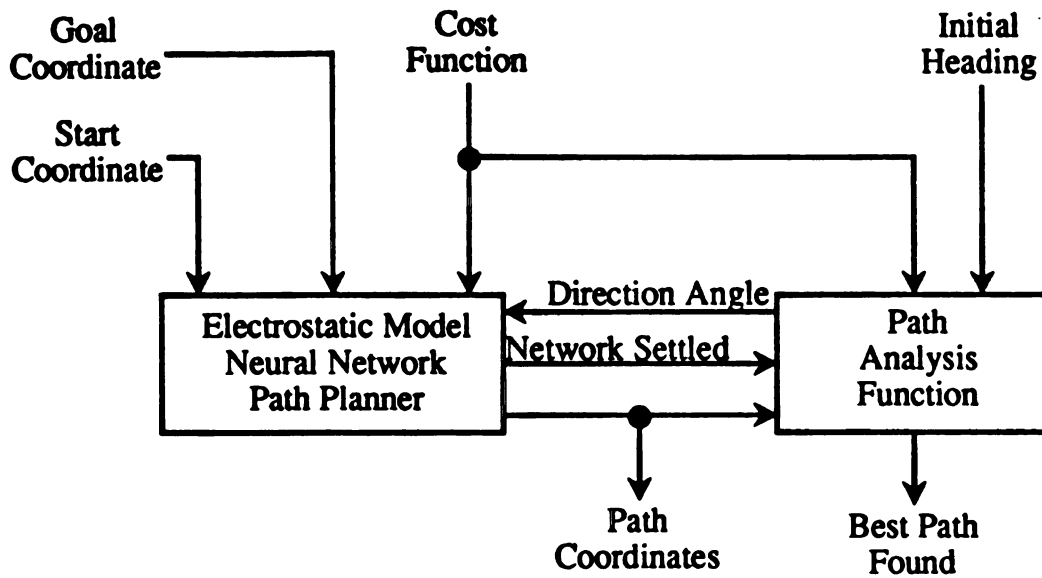 Goal
Coordinate
Cost
Function
Initial
Heading
Start
Coordinate
Direction Angle
Electrostatic Model
Neural Network
Path Planner
Network Settled
Path
Analysis
Function
Path
Coordinates
Best Path
Found